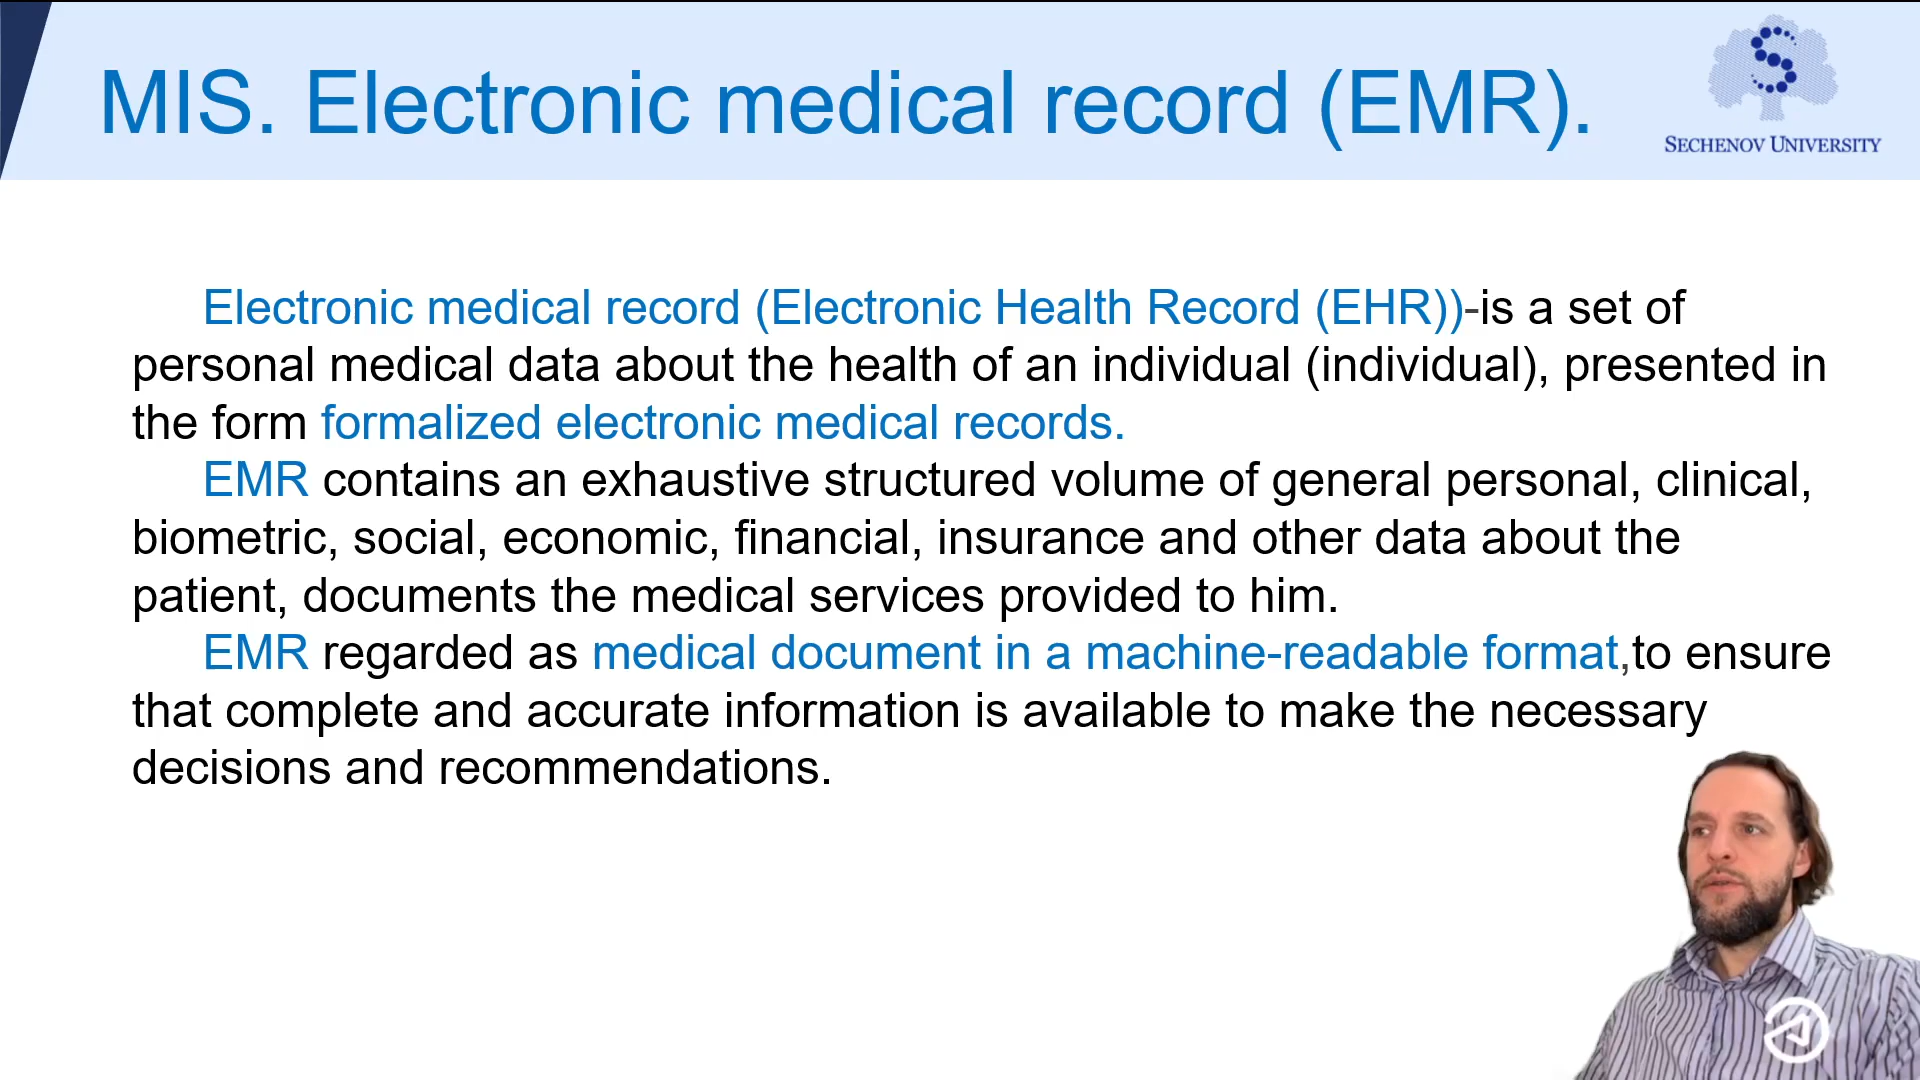 MIS. Electronic medical record (EMR).
SECHENOV UNIVERSITY
Electronic medical record (Electronic Health Record (EHR))-is a set of
personal medical data about the health of an individual (individual), presented in
the form formalized electronic medical records.
EMR contains an exhaustive structured volume of general personal, clinical,
biometric, social, economic, financial, insurance and other data about the
patient, documents the medical services provided to him.
EMR regarded as medical document in a machine-readable format,to ensure
that complete and accurate information is available to make the necessary
decisions and recommendations.